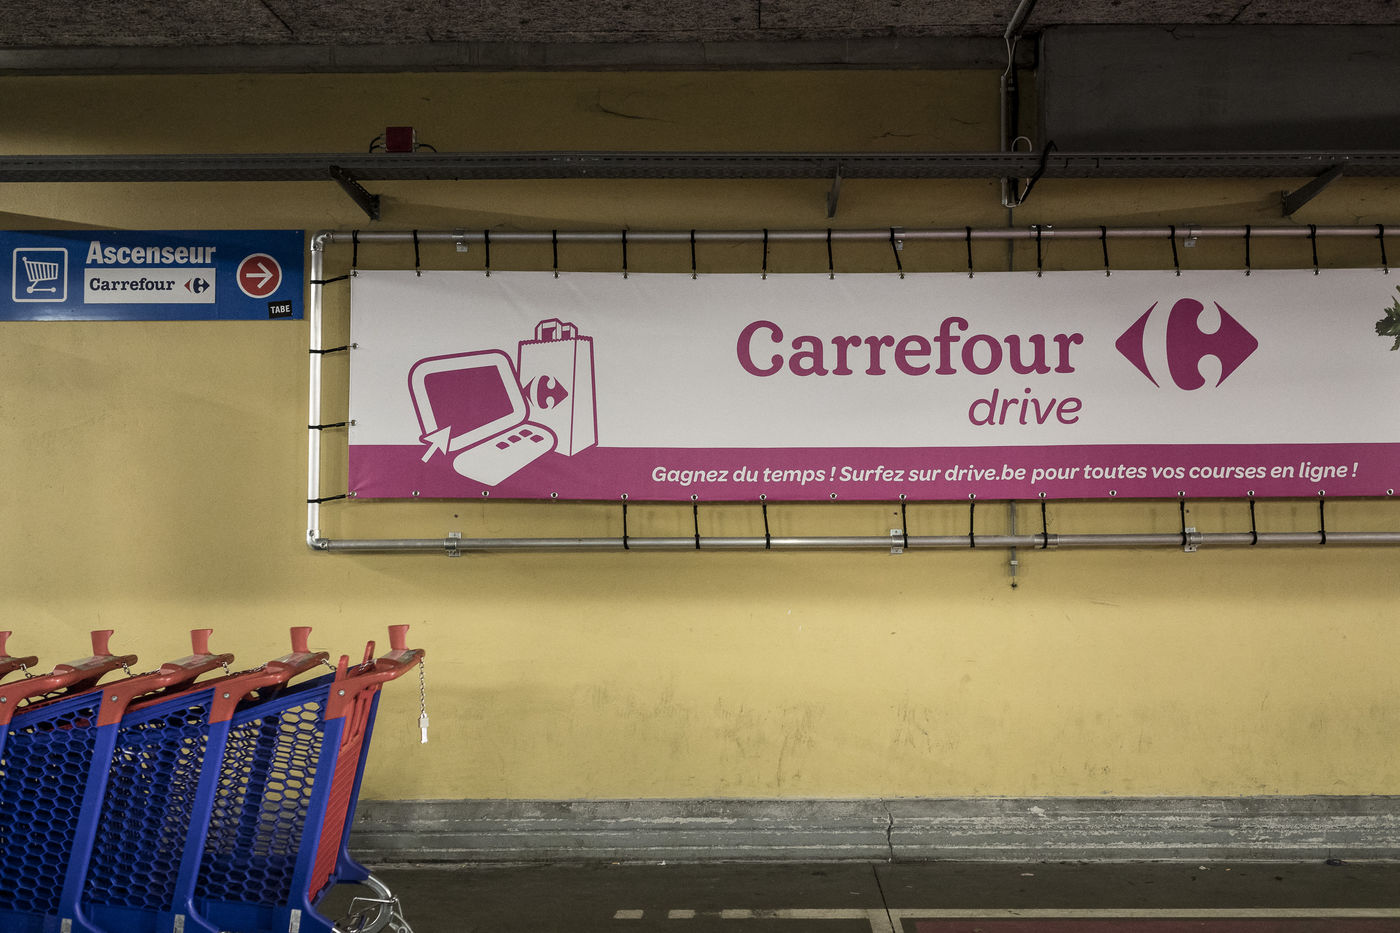 Ascenseur
Carrefour
TABE
Carrefour
drive
Gagnez du temps ! Surfez sur drive.be pour toutes vos courses en ligne !